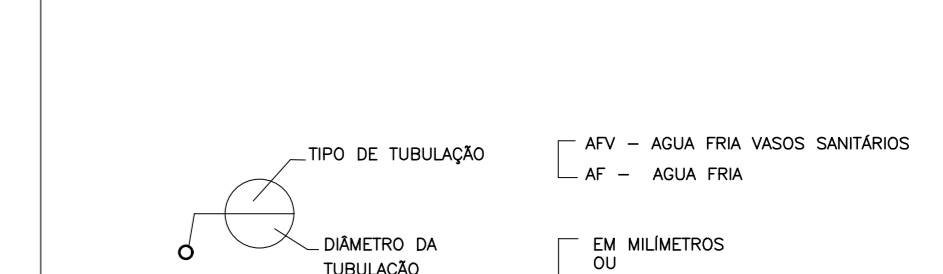 TIPO DE TUBULAÇÃO
AFV – AGUA FRIA VASOS SANITÁRIOS
AF – AGUA FRIA
DIÂMETRO DA
TUBULAÇÃO
EM MILÍMETROS
OU